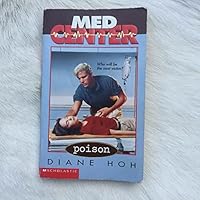 MED
CENTER
Who will be
the next victim?
poison
DIANE HOH
SCHOLASTIC